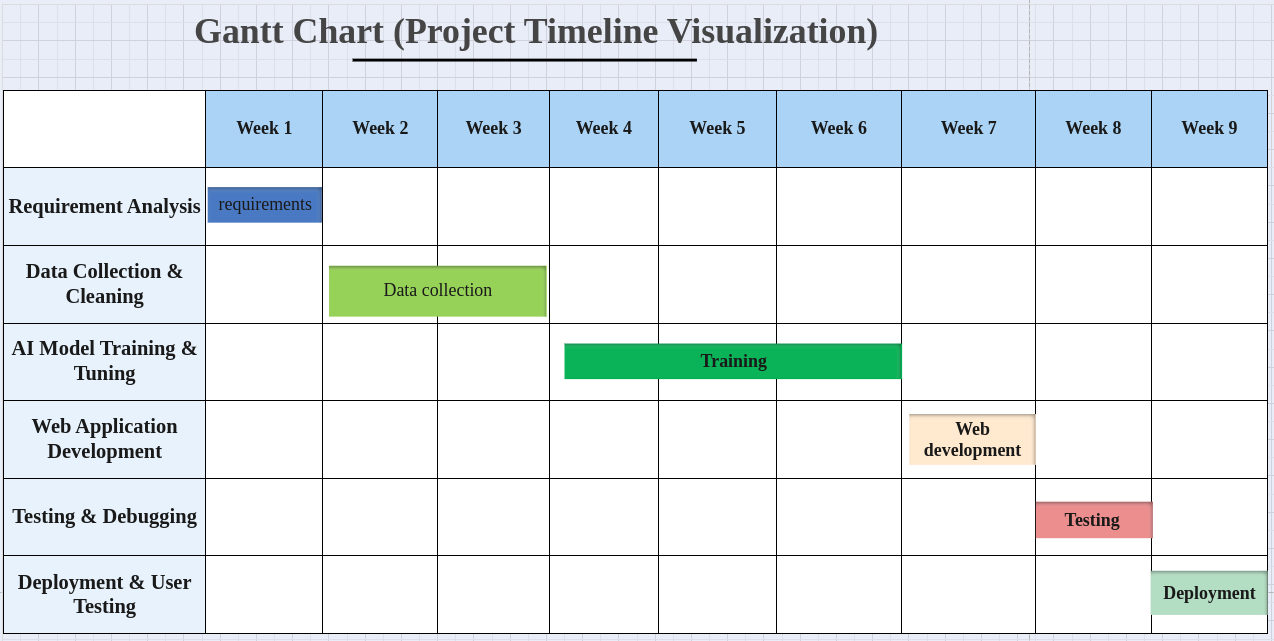 Gantt Chart (Project Timeline Visualization)
Week 1
Week 2
Week 3
Week 4
Week 5
Week 6
Week 7
Week 8
Week 9
Requirement Analysis
requirements
Data Collection &
Cleaning
Data collection
AI Model Training &
Tuning
Training
Web Application
Development
Web
development
Testing & Debugging
Testing
Deployment & User
Testing
Deployment